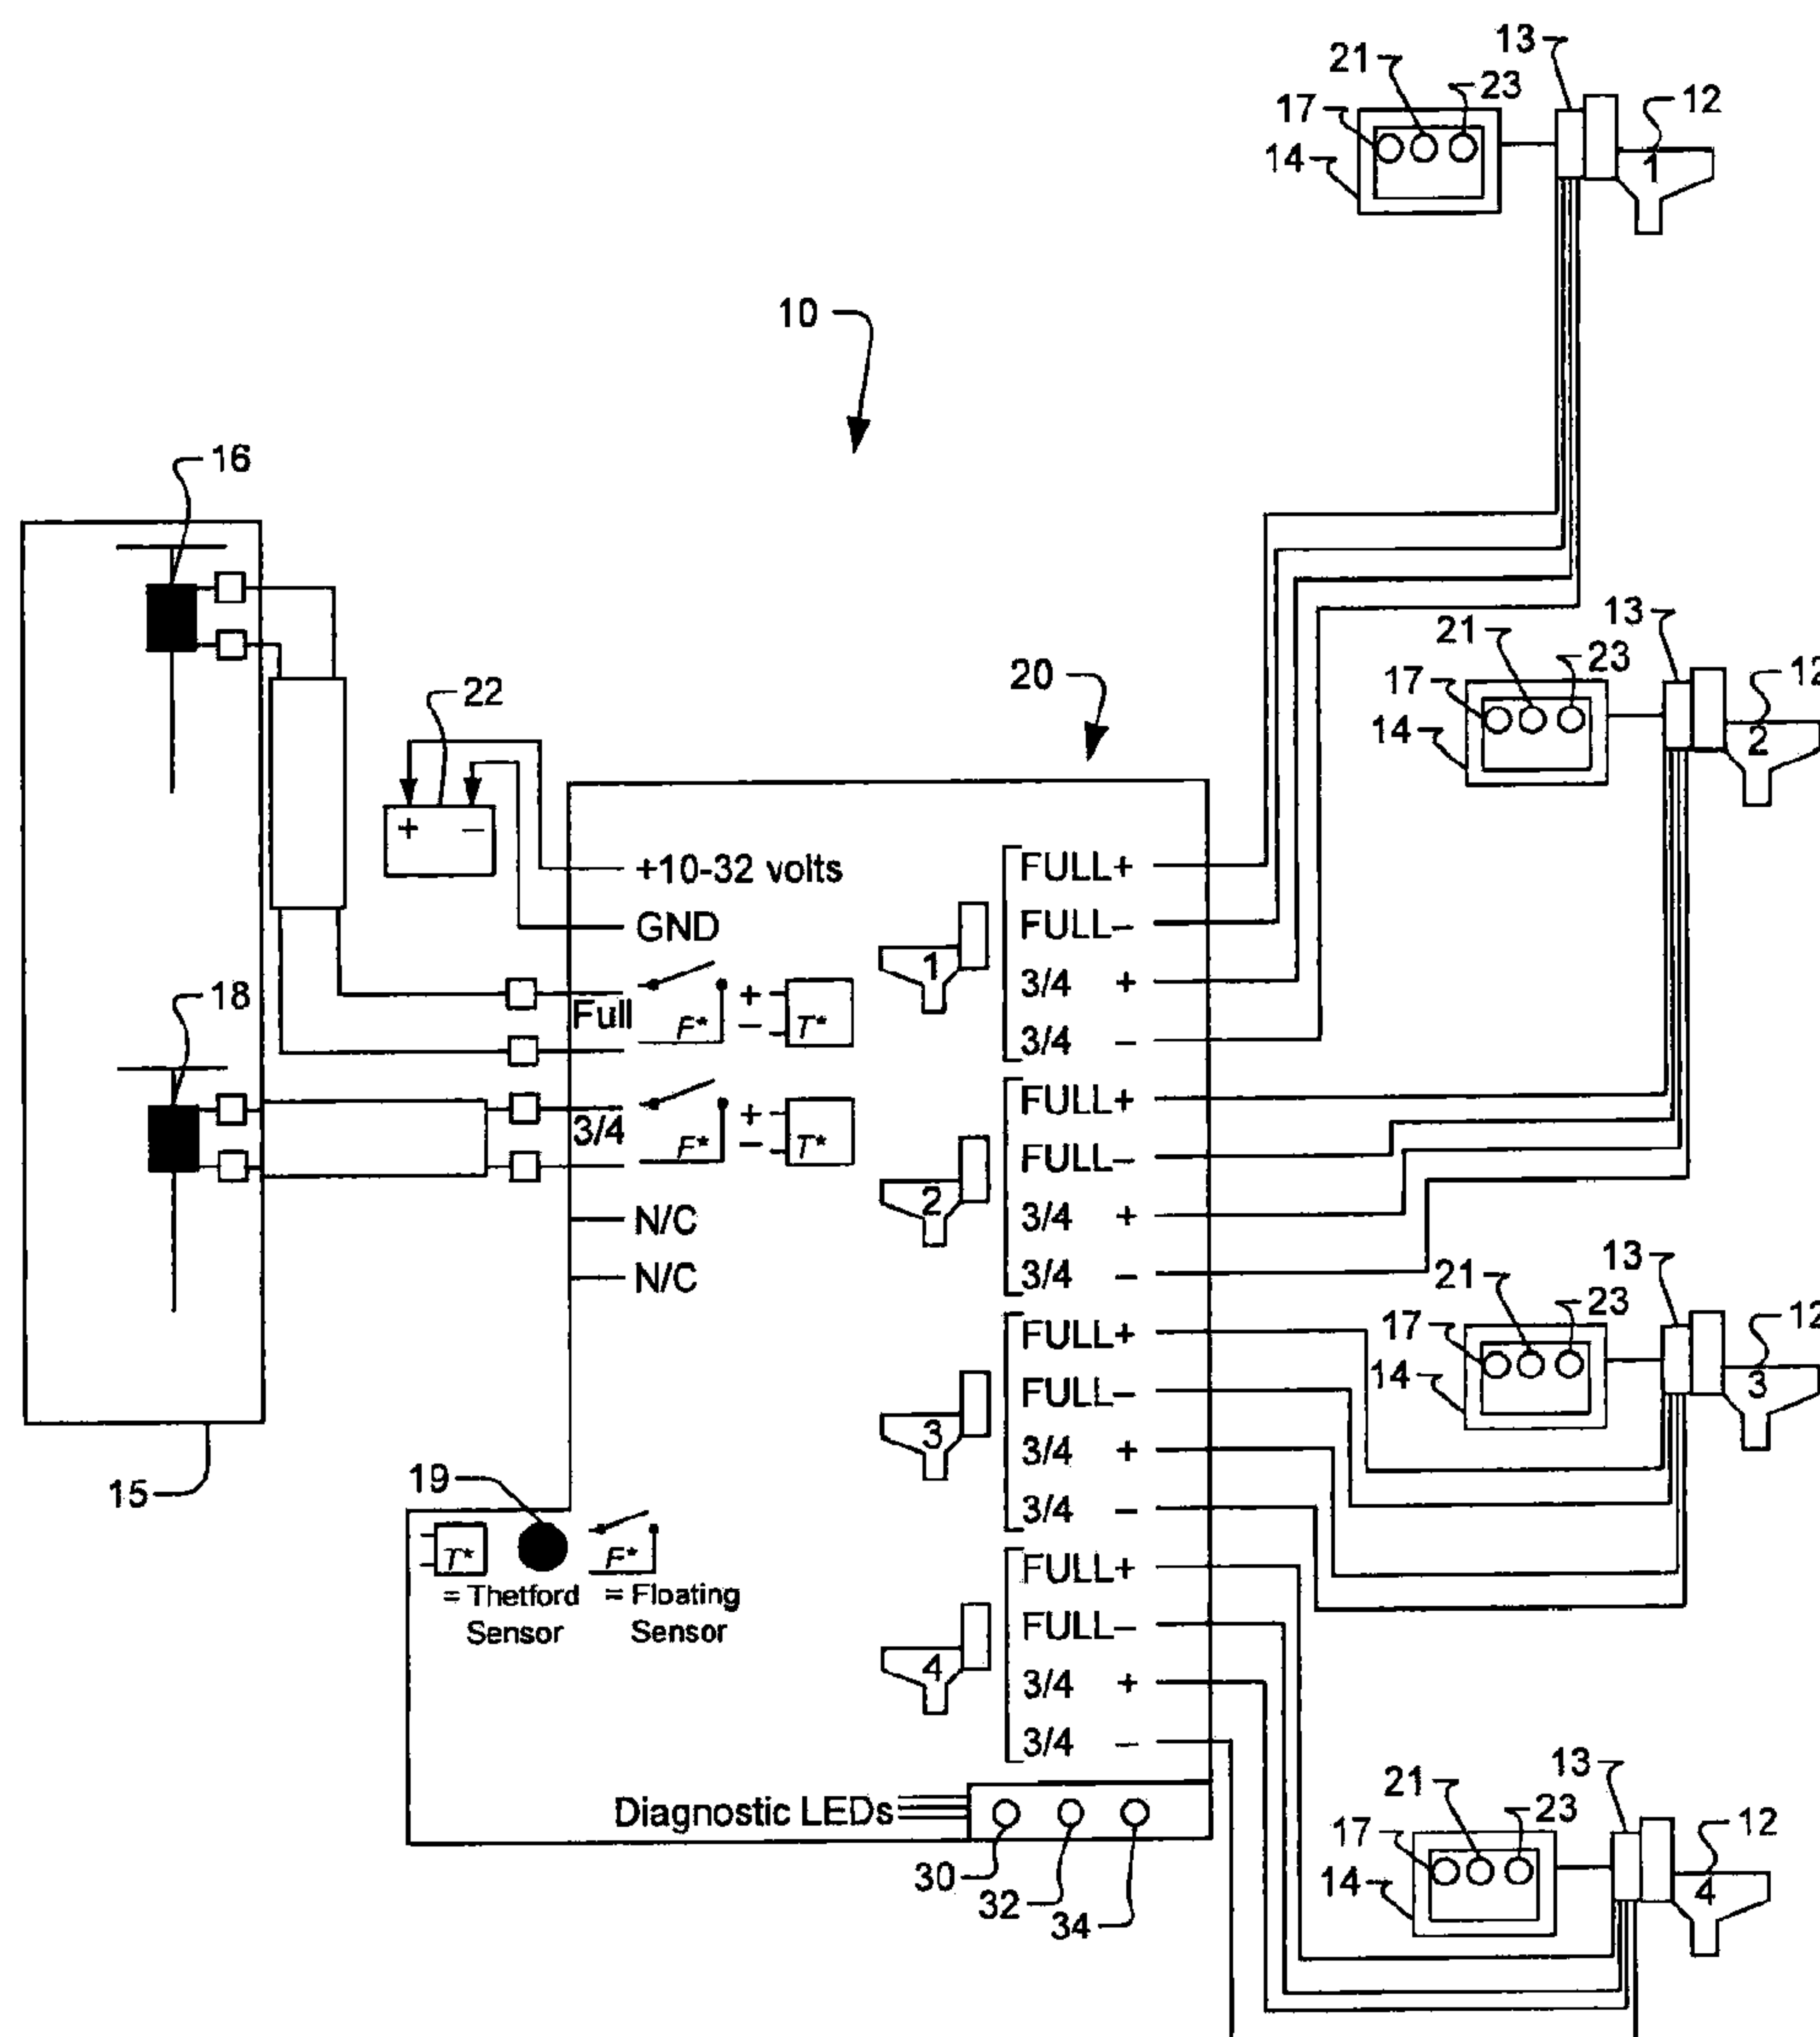 13
21
23
12
17
14
1
10
16
13
21
23
12
17
14
2
20
22
+ −
+10-32 volts
GND
18
Full
F*
+
−
T*
3/4
F*
+
−
T*
N/C
N/C
1
FULL+
FULL−
3/4 +
3/4 −
2
FULL+
FULL−
3/4 +
3/4 −
13
21
23
12
17
14
3
3
FULL+
FULL−
3/4 +
3/4 −
15
19
T*
F*
= Thetford
Sensor
= Floating
Sensor
4
FULL+
FULL−
3/4 +
3/4 −
Diagnostic LEDs
30
32
34
13
21
23
12
17
14
4